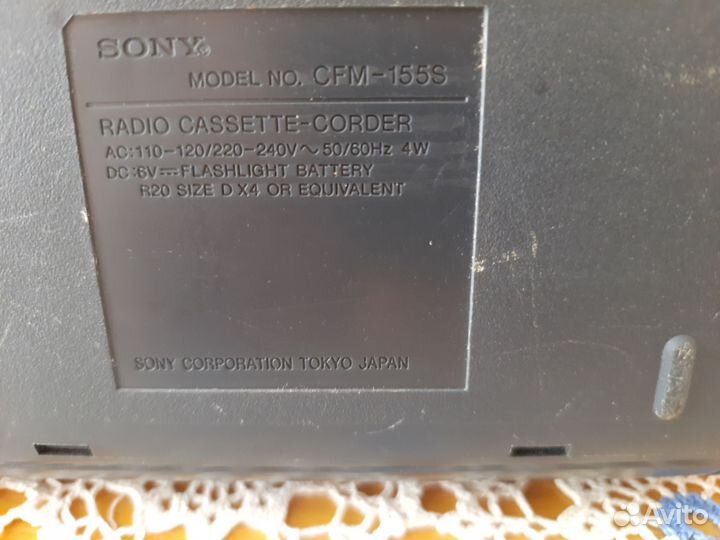 SONY
MODEL NO. CFM-155S
RADIO CASSETTE-CORDER
AC:110-120/220-240V~50/60Hz 4W
DC:6V⎓FLASHLIGHT BATTERY
R20 SIZE D X4 OR EQUIVALENT
SONY CORPORATION TOKYO JAPAN
Avito